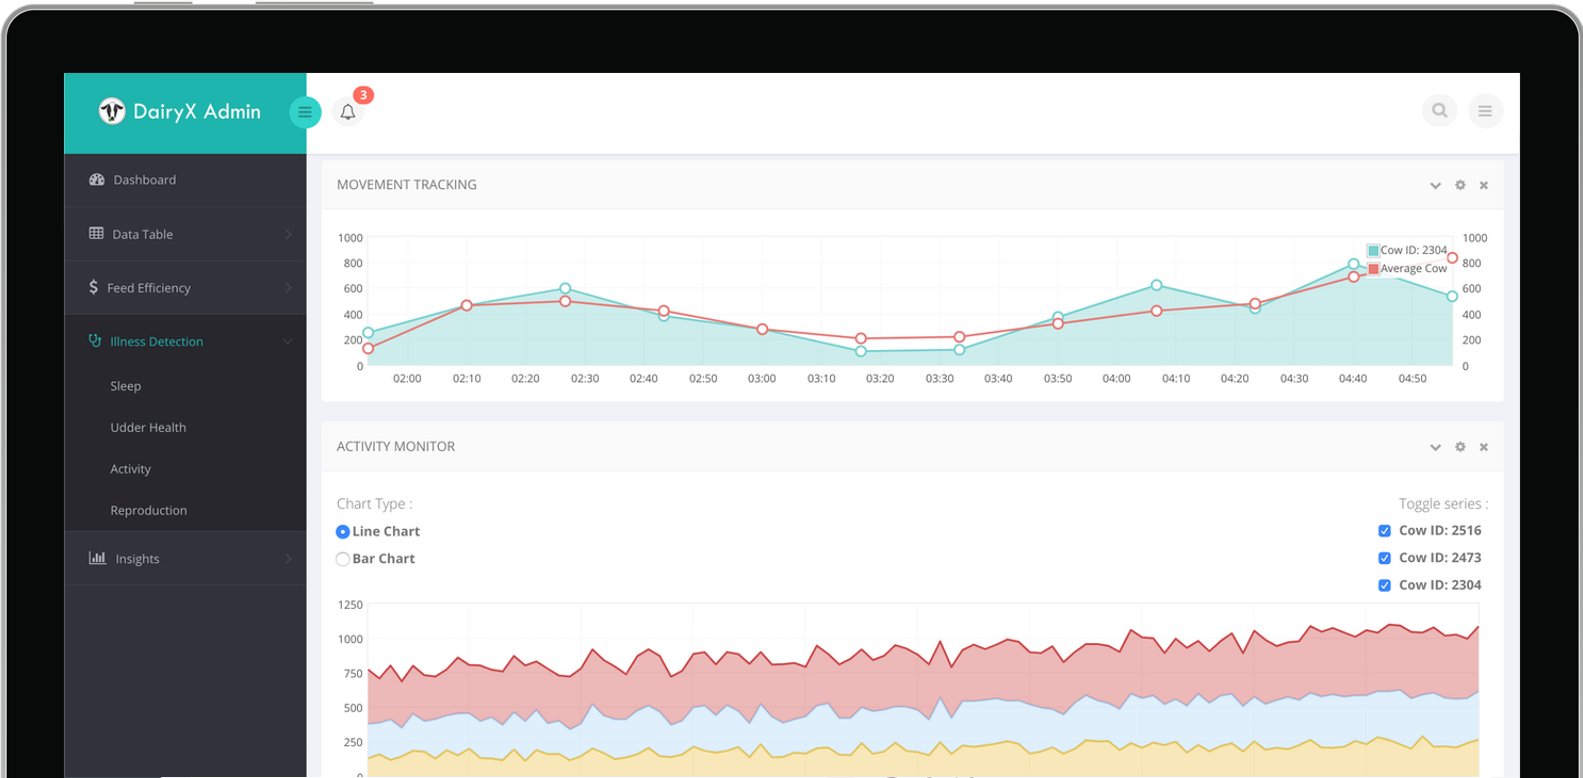 DairyX Admin
3
Dashboard
Data Table
Feed Efficiency
Illness Detection
Sleep
Udder Health
Activity
Reproduction
Insights
MOVEMENT TRACKING
1000
800
600
400
200
0
Cow ID: 2304
Average Cow
1000
800
600
400
200
0
02:00 02:10 02:20 02:30 02:40 02:50 03:00 03:10 03:20 03:30 03:40 03:50 04:00 04:10 04:20 04:30 04:40 04:50
ACTIVITY MONITOR
Chart Type :
Line Chart
Bar Chart
Toggle series :
Cow ID: 2516
Cow ID: 2473
Cow ID: 2304
1250
1000
750
500
250
0